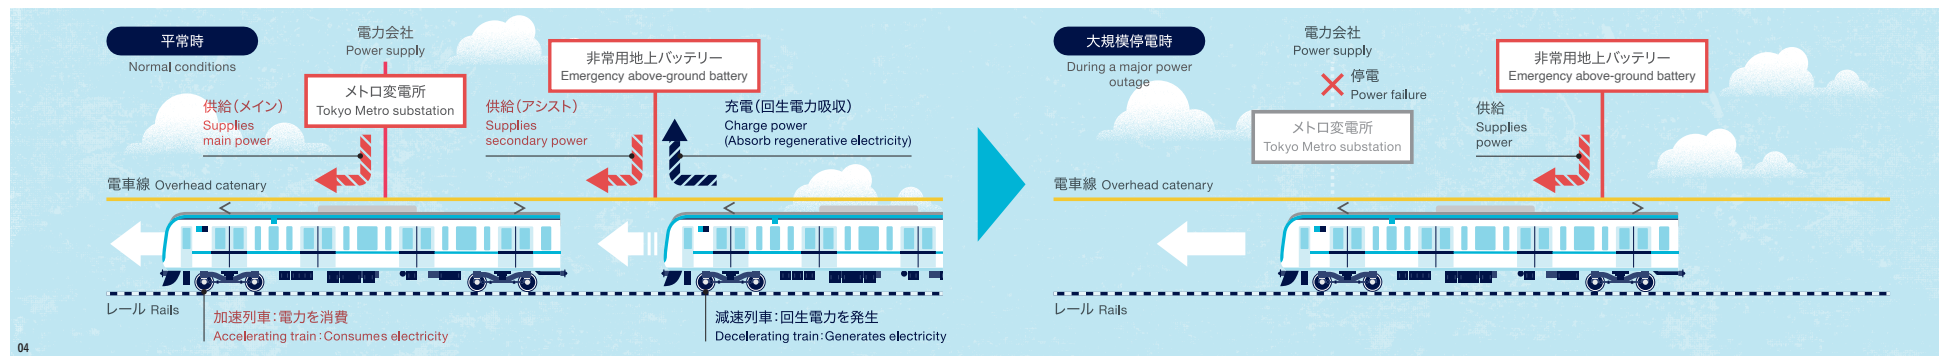 平常時
Normal conditions
電力会社
Power supply
メトロ変電所
Tokyo Metro substation
供給(メイン)
Supplies
main power
非常用地上バッテリー
Emergency above-ground battery
供給(アシスト)
Supplies
secondary power
充電(回生電力吸収)
Charge power
(Absorb regenerative electricity)
電車線 Overhead catenary
レール Rails
加速列車:電力を消費
Accelerating train:Consumes electricity
減速列車:回生電力を発生
Decelerating train:Generates electricity
大規模停電時
During a major power
outage
電力会社
Power supply
停電
Power failure
メトロ変電所
Tokyo Metro substation
非常用地上バッテリー
Emergency above-ground battery
供給
Supplies
power
電車線 Overhead catenary
レール Rails
04